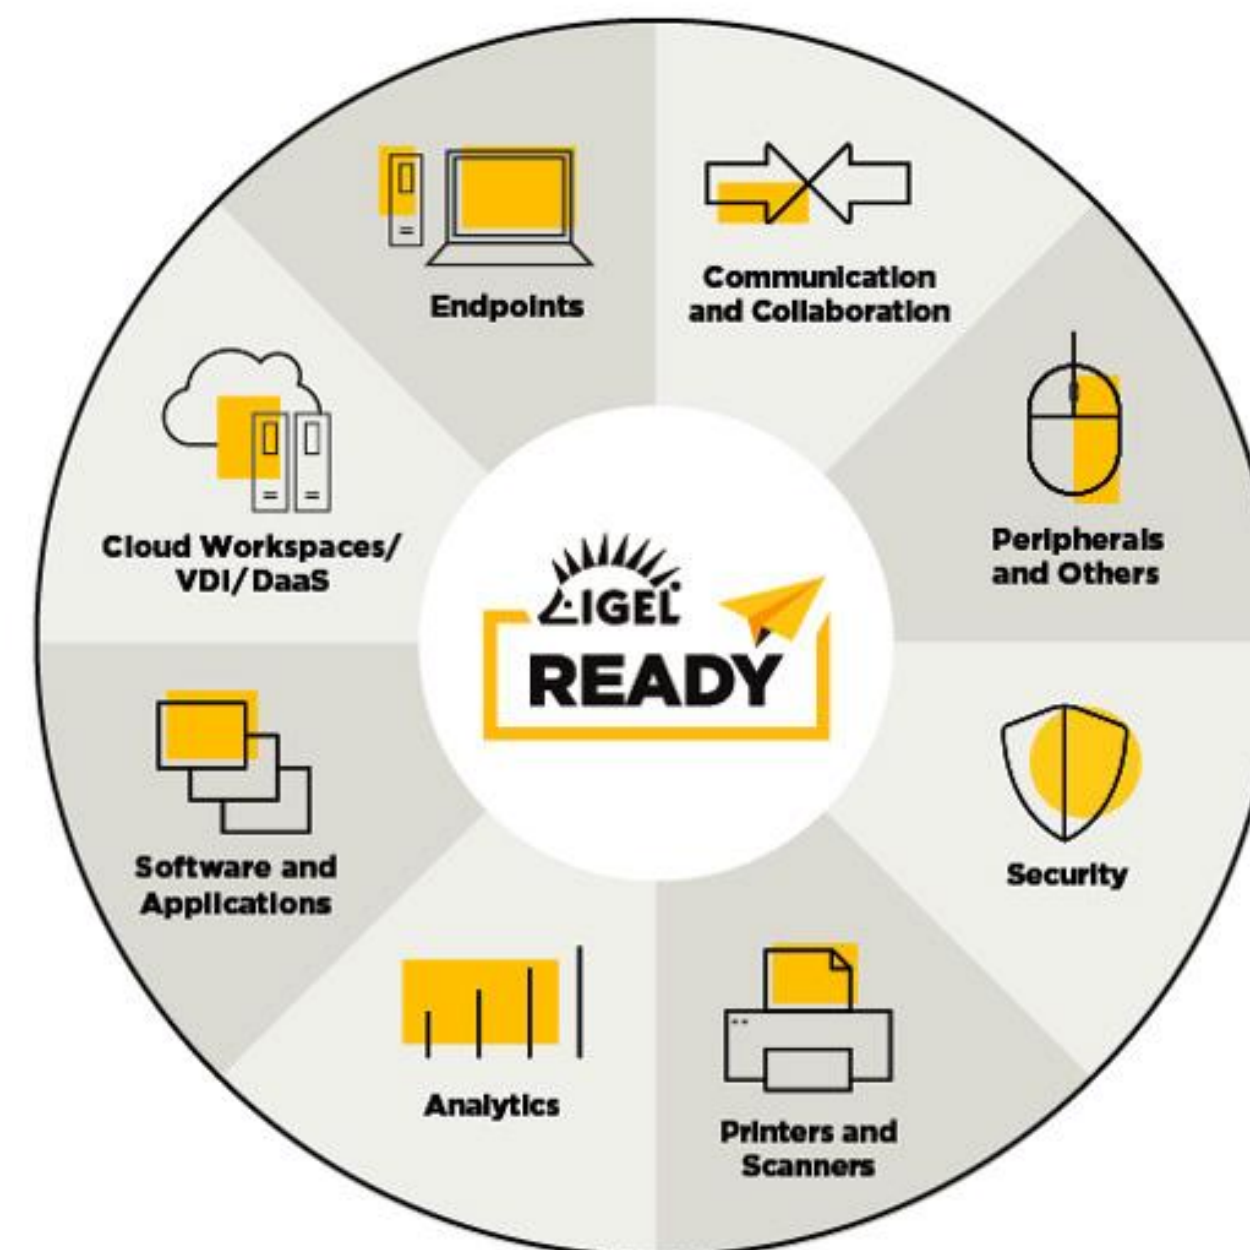 Endpoints
Communication
and Collaboration
Peripherals
and Others
Cloud Workspaces/
VDI/DaaS
IGEL
READY
Software and
Applications
Security
Analytics
Printers and
Scanners